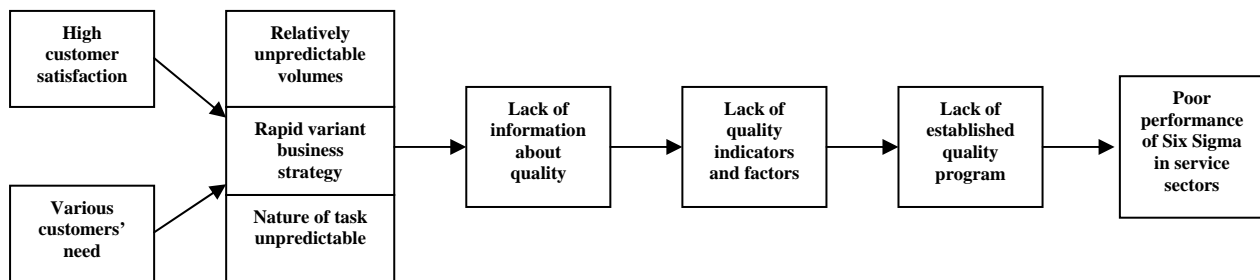 High
customer
satisfaction
Various
customers’
need
Relatively
unpredictable
volumes
Rapid variant
business
strategy
Nature of task
unpredictable
Lack of
information
about
quality
Lack of
quality
indicators
and factors
Lack of
established
quality
program
Poor
performance
of Six Sigma
in service
sectors